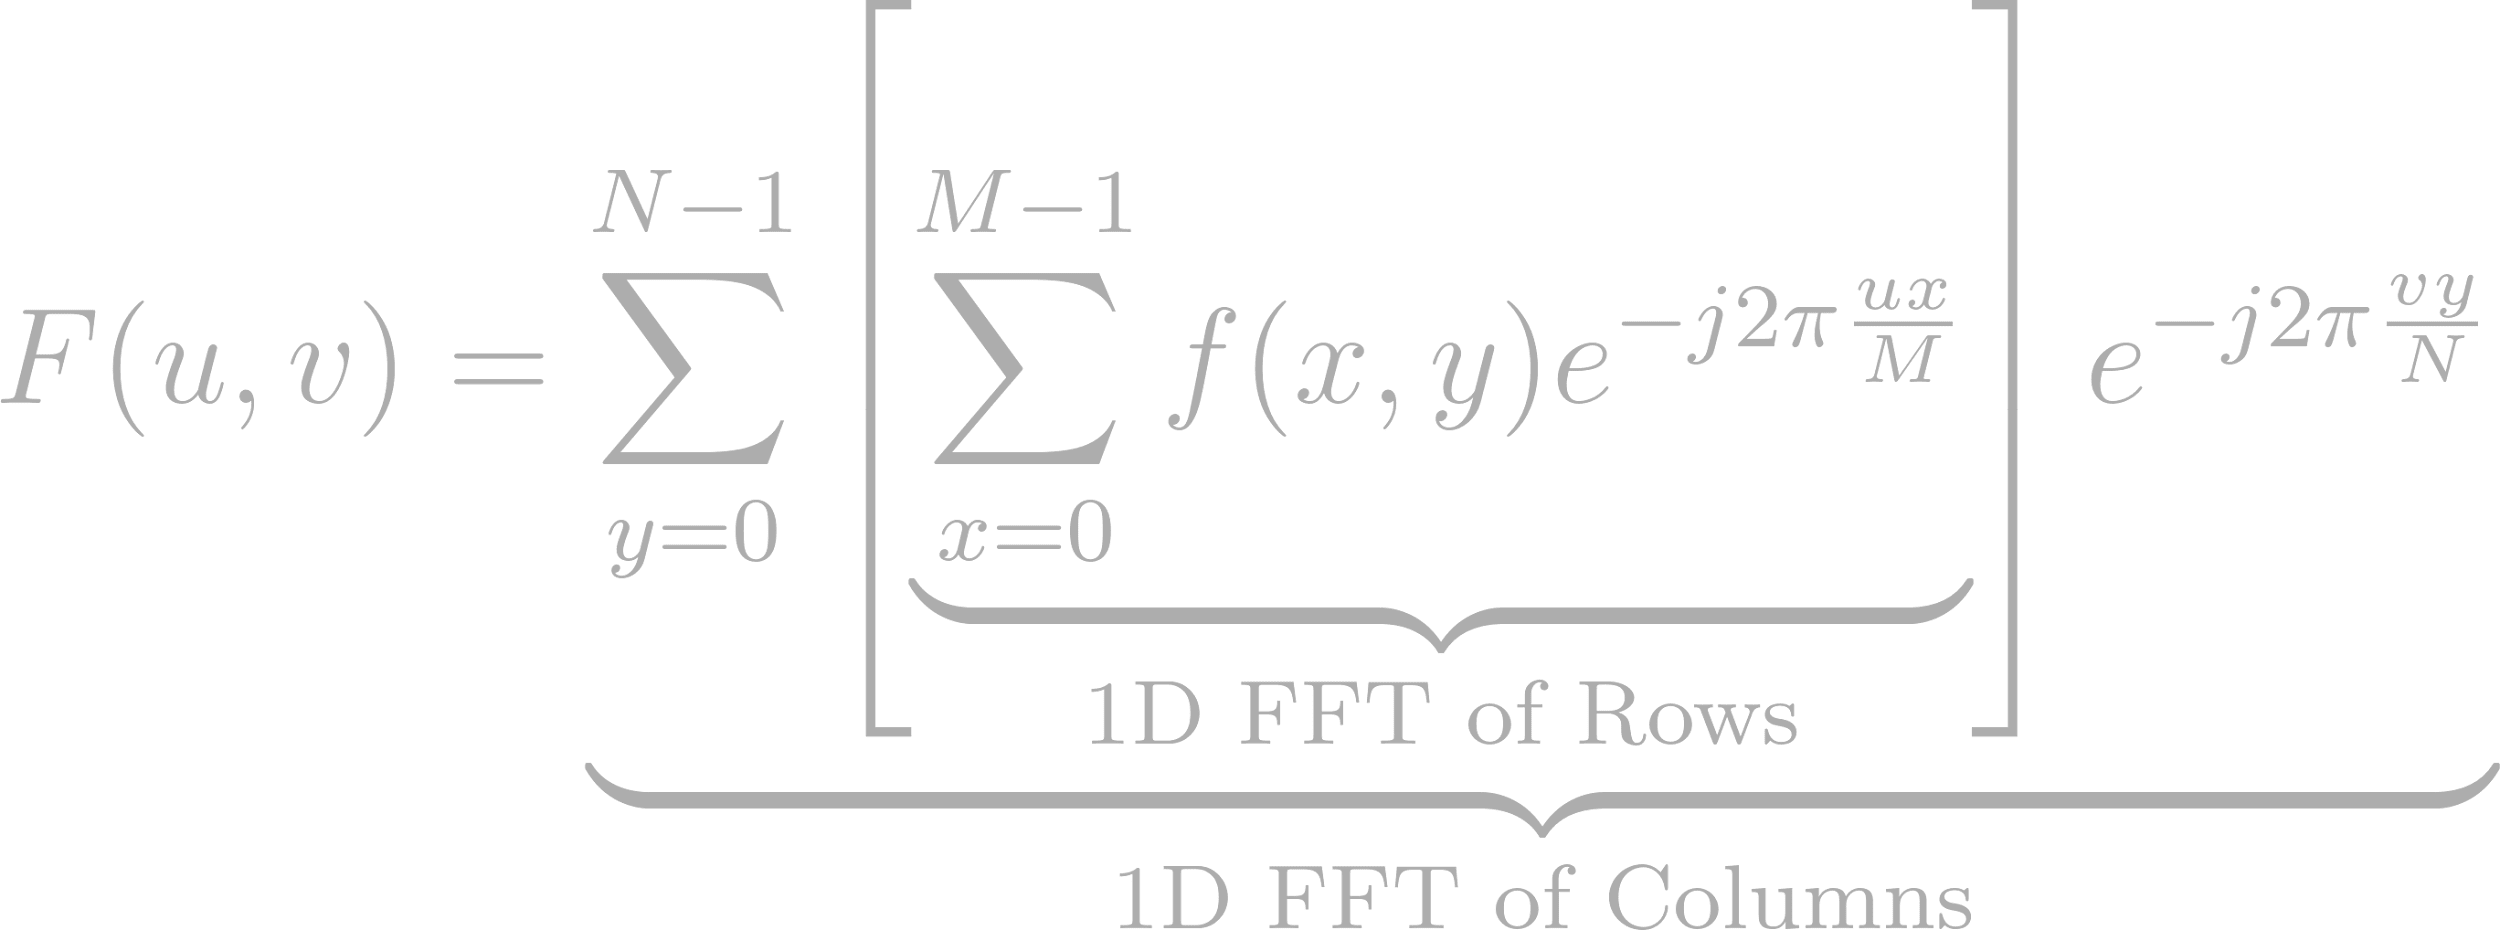 F(u, v) = \sum_{y=0}^{N-1} \left[ \sum_{x=0}^{M-1} f(x, y) e^{-j2\pi \frac{ux}{M}} \right] e^{-j2\pi \frac{vy}{N}}
1D FFT of Rows
1D FFT of Columns